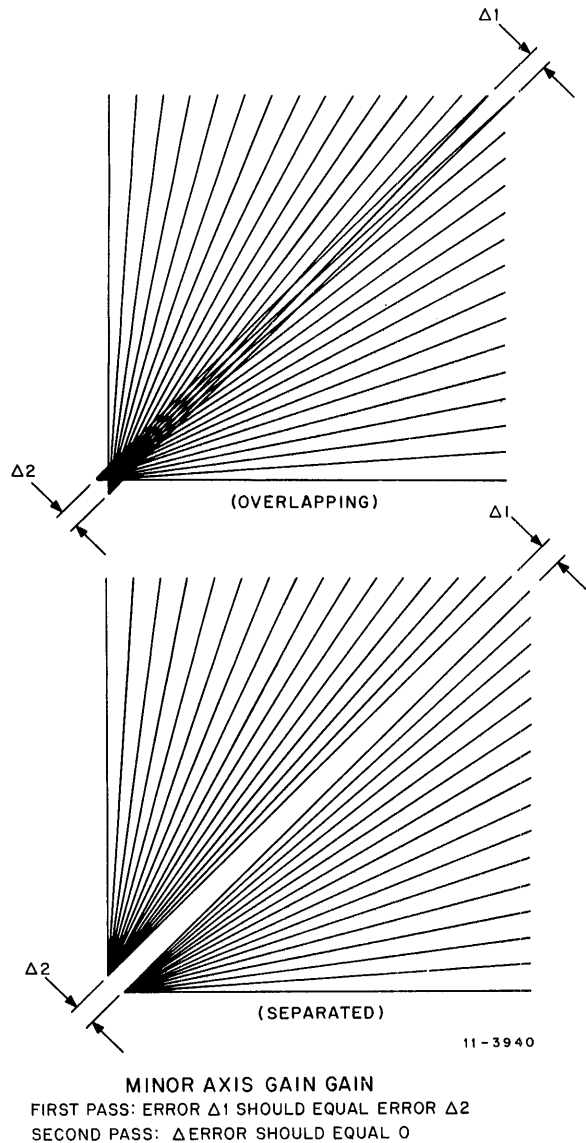 Δ1
Δ2
(OVERLAPPING)
Δ1
Δ2
(SEPARATED)
11-3940
MINOR AXIS GAIN GAIN
FIRST PASS: ERROR Δ1 SHOULD EQUAL ERROR Δ2
SECOND PASS: ΔERROR SHOULD EQUAL 0